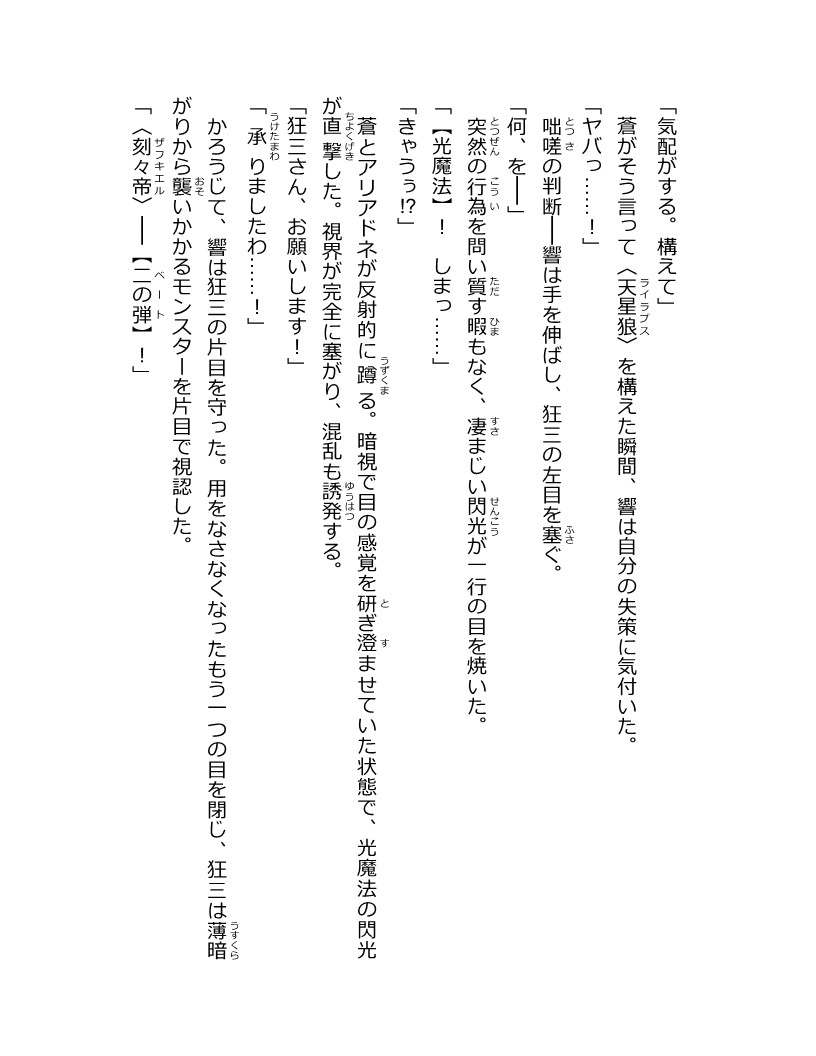 「気配がする。構えて」
蒼がそう言って〈天星狼〉を構えた瞬間、響は自分の失策に気付いた。
ライラプス
「ヤバっ……！」
咄嗟の判断――響は手を伸ばし、狂三の左目を塞ぐ。
とつさ
ふさ
「何、を――」
突然の行為を問い質す暇もなく、凄まじい閃光が一行の目を焼いた。
とつぜん
こうい
ただ
ひま
すさ
せんこう
「【光魔法】！　しまっ……」
「きゃうぅ⁉」
蒼とアリアドネが反射的に蹲る。暗視で目の感覚を研ぎ澄ませていた状態で、光魔法の閃光
うずくま
と
す
が直撃した。視界が完全に塞がり、混乱も誘発する。
ちよくげき
ゆうはつ
「狂三さん、お願いします！」
「承りましたわ……！」
うけたまわ
かろうじて、響は狂三の片目を守った。用をなさなくなったもう一つの目を閉じ、狂三は薄暗
うすくら
がりから襲いかかるモンスターを片目で視認した。
おそ
「〈刻々帝〉――【二の弾】！」
ザフキエル
ベート